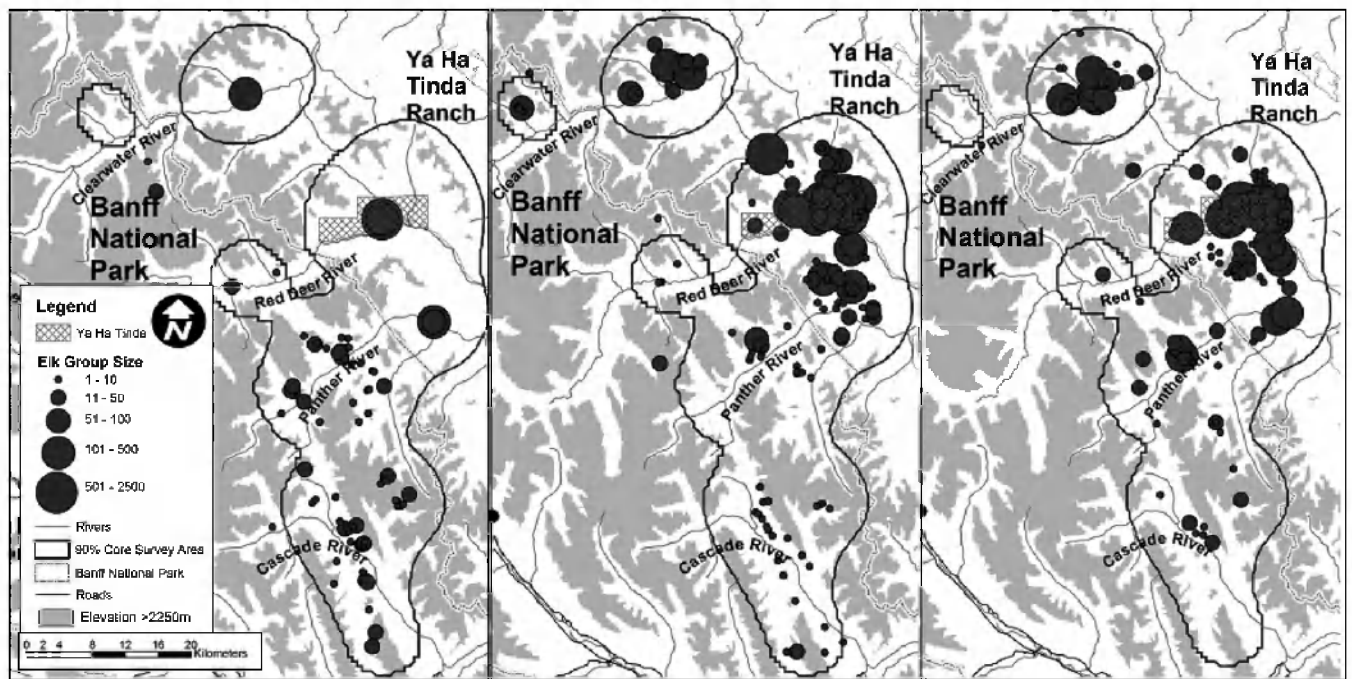 Ya Ha
Tinda
Ranch
Clearwater River
Banff
National
Park
Red Deer River
Panther River
Cascade River
Legend
N
Ya Ha Tinda
Elk Group Size
1 - 10
11 - 50
51 - 100
101 - 500
501 - 2500
Rivers
90% Core Survey Area
Banff National Park
Roads
Elevation >2250m
0 2 4 8 12 16 20
Kilometers
Ya Ha
Tinda
Ranch
Clearwater River
Banff
National
Park
Red Deer River
Panther River
Cascade River
Ya Ha
Tinda
Ranch
Clearwater River
Banff
National
Park
Red Deer River
Panther River
Cascade River